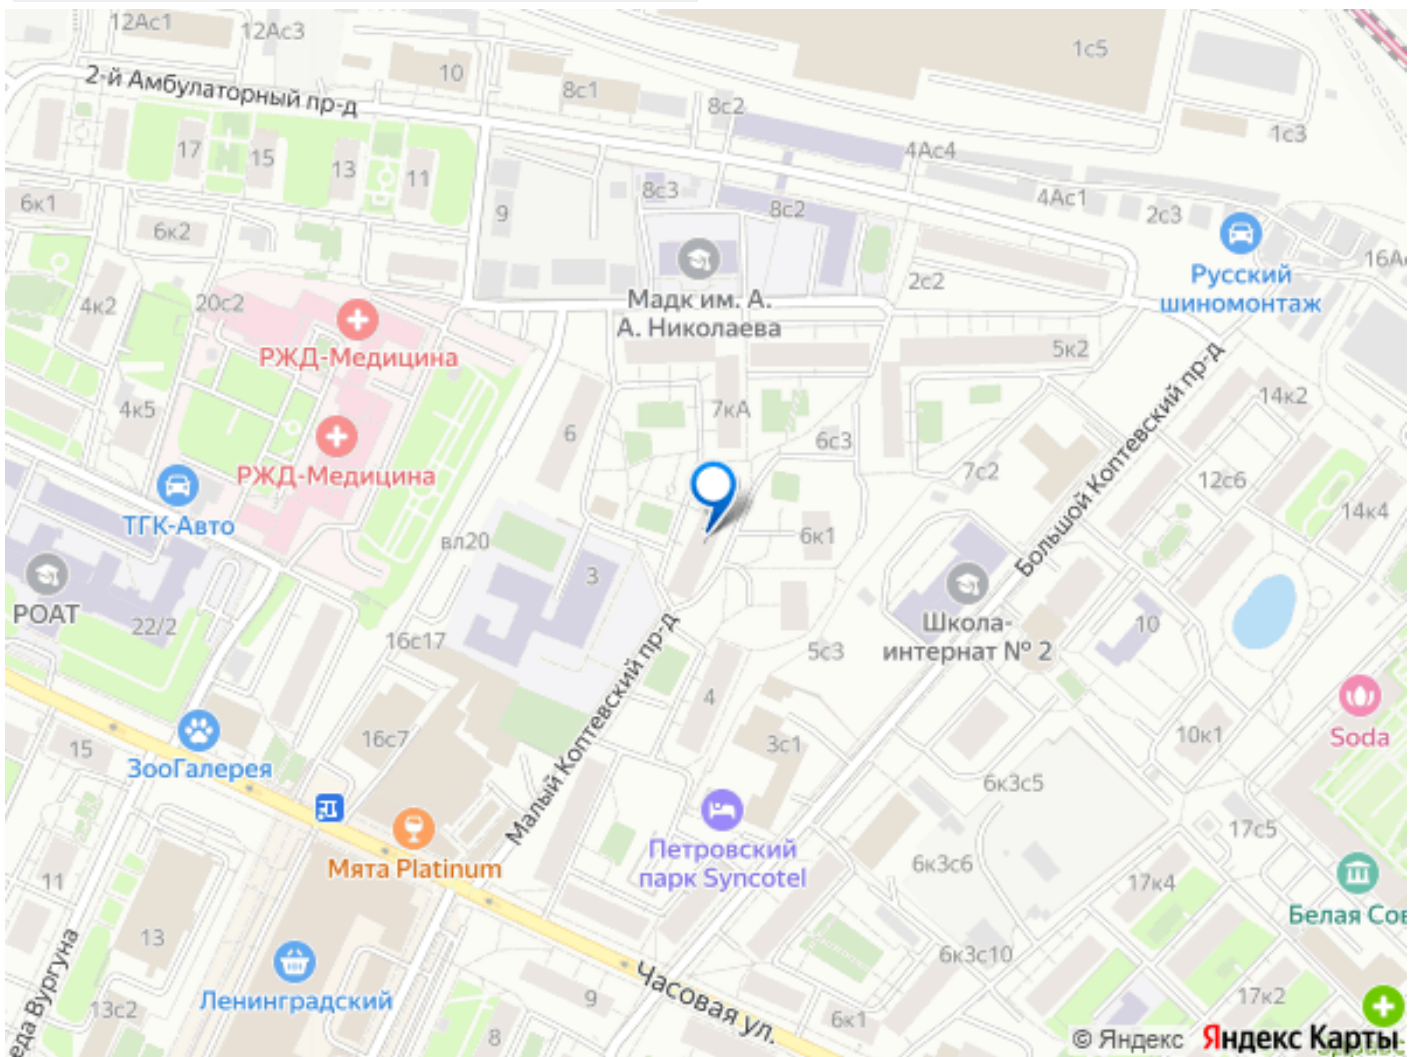 12Ас1
12Ас3
1с5
2-й Амбулаторный пр-д
10
8с1
8с2
1с3
17
15
13
11
4Ас4
6к1
9
8с3
8с2
4Ас1
2с3
6к2
16Ас
Русский
шиномонтаж
4к2
20с2
РЖД-Медицина
Мадк им. А.
А. Николаева
2с2
5к2
4к5
6
7кА
6с3
14к2
РЖД-Медицина
7с2
12с6
Большой Коптевский пр-д
14к4
ТГК-Авто
вл20
6к1
3
РОАТ
22/2
16с17
Школа-
интернат № 2
10
5с3
Малый Коптевский пр-д
4
Soda
15
ЗооГалерея
16с7
3с1
10к1
6к3с5
Мята Platinum
Петровский
парк Syncotel
17с5
6к3с6
11
17к4
Белая Сов
13
6к3с10
Ленинградский
еда Вургуна
13с2
9
Часовая ул.
17к2
8
6к1
© Яндекс Яндекс Карты